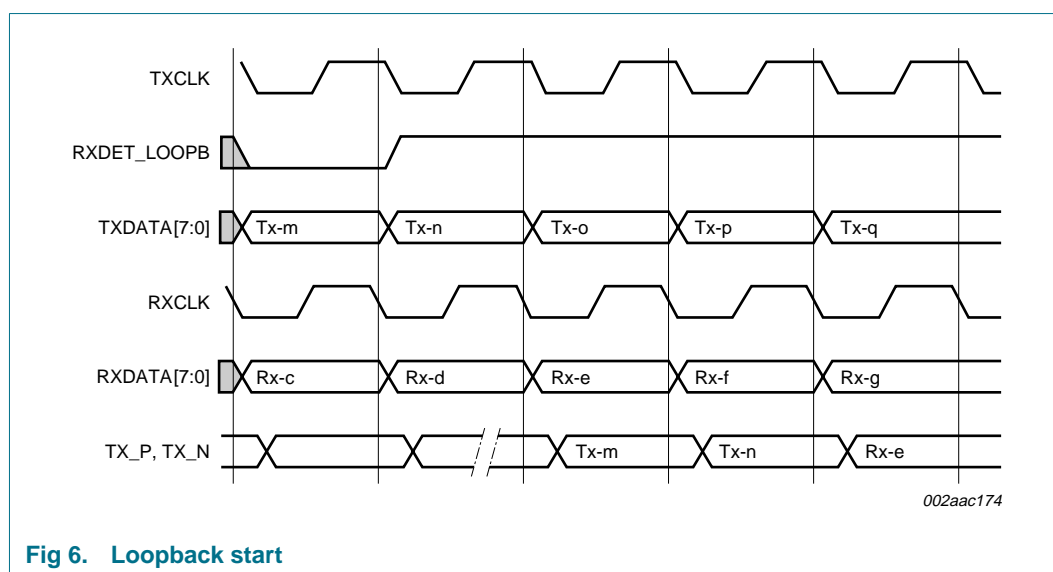 TXCLK
RXDET_LOOPB
TXDATA[7:0] Tx-m Tx-n Tx-o Tx-p Tx-q
RXCLK
RXDATA[7:0] Rx-c Rx-d Rx-e Rx-f Rx-g
TX_P, TX_N Tx-m Tx-n Rx-e
002aac174
Fig 6. Loopback start